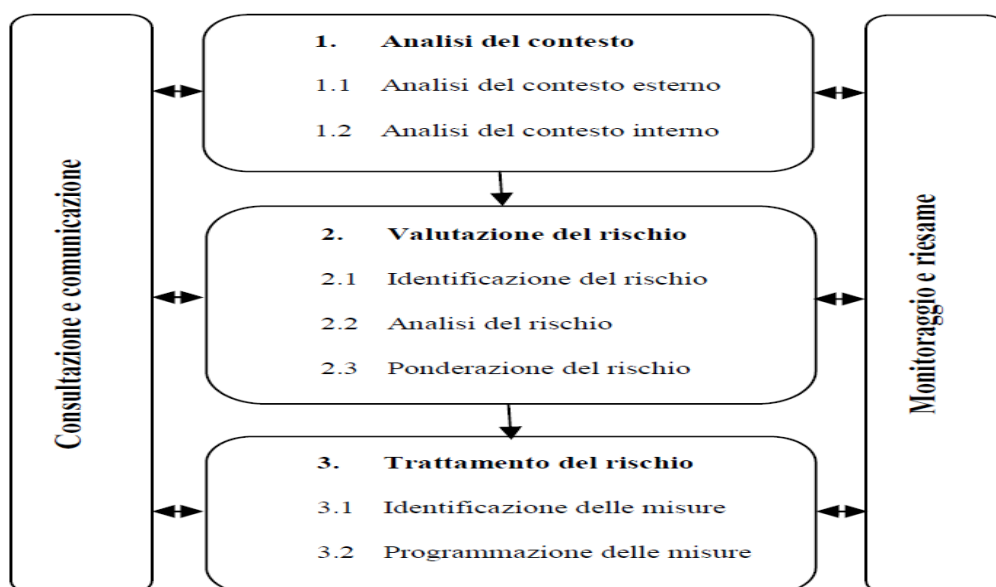 Consultazione e comunicazione
1. Analisi del contesto
1.1 Analisi del contesto esterno
1.2 Analisi del contesto interno
2. Valutazione del rischio
2.1 Identificazione del rischio
2.2 Analisi del rischio
2.3 Ponderazione del rischio
3. Trattamento del rischio
3.1 Identificazione delle misure
3.2 Programmazione delle misure
Monitoraggio e riesame